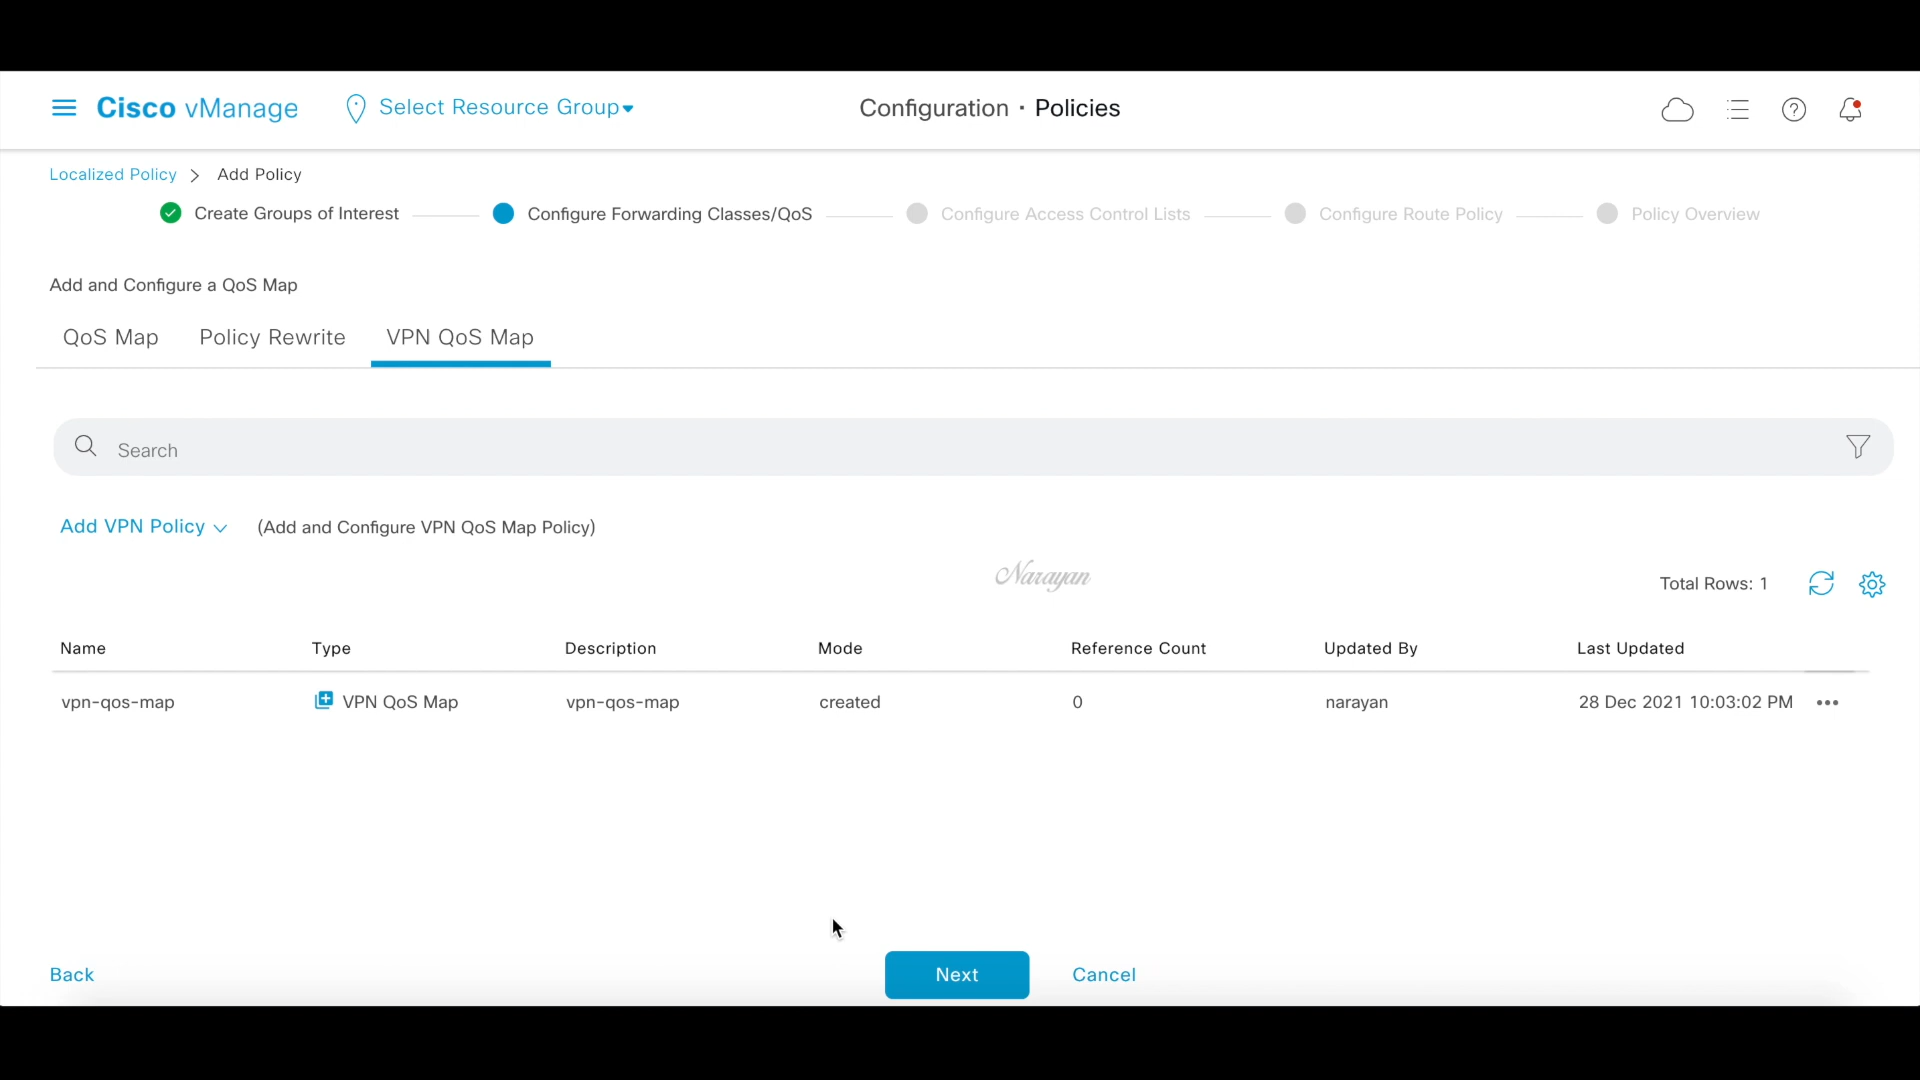 Cisco vManage
Select Resource Group
Configuration · Policies
Localized Policy > Add Policy
Create Groups of Interest
Configure Forwarding Classes/QoS
Configure Access Control Lists
Configure Route Policy
Policy Overview
Add and Configure a QoS Map
QoS Map
Policy Rewrite
VPN QoS Map
Search
Add VPN Policy
(Add and Configure VPN QoS Map Policy)
Narayan
Total Rows: 1
Name Type Description Mode Reference Count Updated By Last Updated
vpn-qos-map VPN QoS Map vpn-qos-map created 0 narayan 28 Dec 2021 10:03:02 PM
Back
Next
Cancel